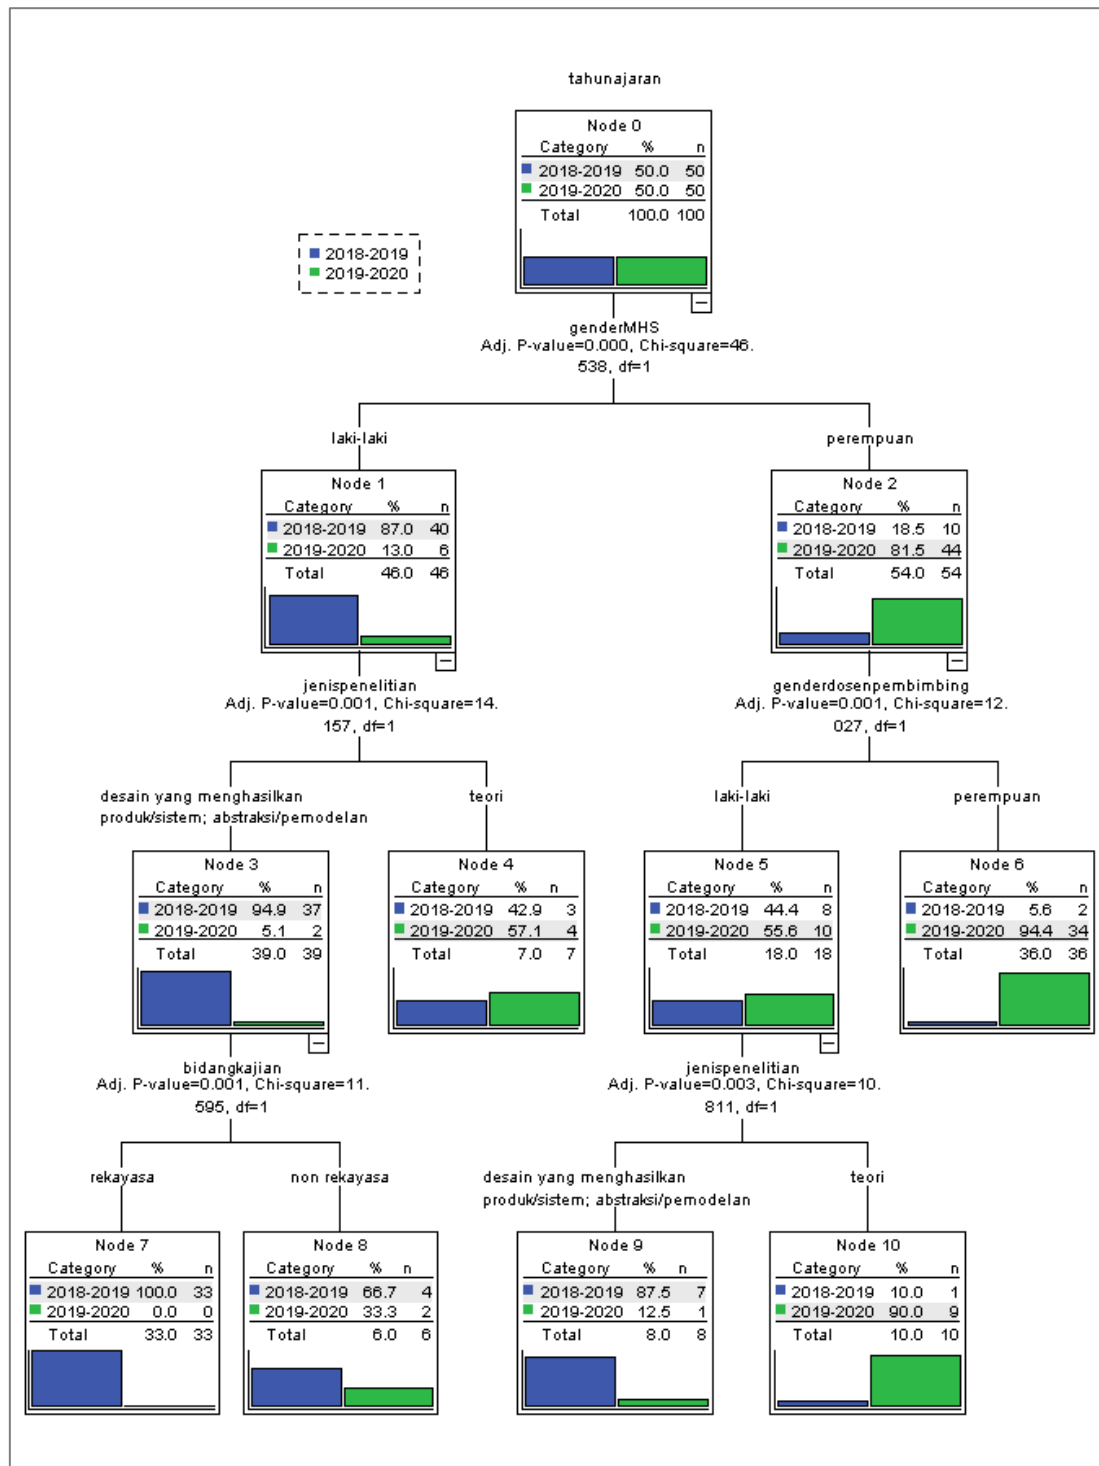 tahunajaran
Node 0
Category % n
2018-2019 50.0 50
2019-2020 50.0 50
Total 100.0 100
2018-2019
2019-2020
genderMHS
Adj. P-value=0.000, Chi-square=46.
538, df=1
laki-laki
perempuan
Node 1
Category % n
2018-2019 87.0 40
2019-2020 13.0 6
Total 46.0 46
Node 2
Category % n
2018-2019 18.5 10
2019-2020 81.5 44
Total 54.0 54
jenispenelitian
Adj. P-value=0.001, Chi-square=14.
157, df=1
genderdosenpembimbing
Adj. P-value=0.001, Chi-square=12.
027, df=1
desain yang menghasilkan
produk/sistem; abstraksi/pemodelan
teori
laki-laki
perempuan
Node 3
Category % n
2018-2019 94.9 37
2019-2020 5.1 2
Total 39.0 39
Node 4
Category % n
2018-2019 42.9 3
2019-2020 57.1 4
Total 7.0 7
Node 5
Category % n
2018-2019 44.4 8
2019-2020 55.6 10
Total 18.0 18
Node 6
Category % n
2018-2019 5.6 2
2019-2020 94.4 34
Total 36.0 36
bidangkajian
Adj. P-value=0.001, Chi-square=11.
595, df=1
jenispenelitian
Adj. P-value=0.003, Chi-square=10.
811, df=1
rekayasa
non rekayasa
desain yang menghasilkan
produk/sistem; abstraksi/pemodelan
teori
Node 7
Category % n
2018-2019 100.0 33
2019-2020 0.0 0
Total 33.0 33
Node 8
Category % n
2018-2019 66.7 4
2019-2020 33.3 2
Total 6.0 6
Node 9
Category % n
2018-2019 87.5 7
2019-2020 12.5 1
Total 8.0 8
Node 10
Category % n
2018-2019 10.0 1
2019-2020 90.0 9
Total 10.0 10